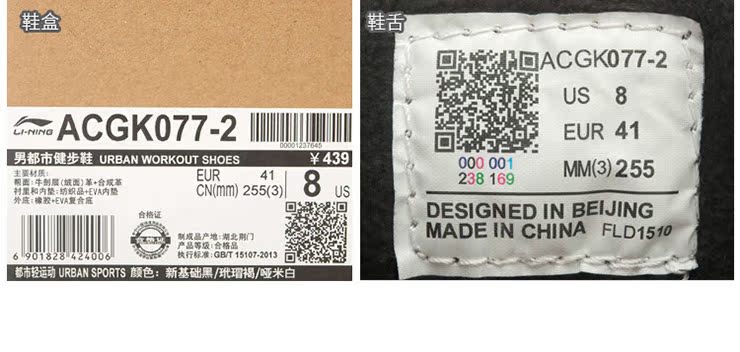 鞋盒
LI-NING ACGK077-2
00001237645
男都市健步鞋 URBAN WORKOUT SHOES ￥439
主要材质:
帮面: 牛剖层(绒面)革+合成革
衬里和内垫: 纺织品+EVA内垫
外底: 橡胶+EVA复合底
EUR 41
CN(mm) 255(3)
8 US
合格证
制成品产地: 湖北荆门
产品等级: 合格品
执行标准: GB/T 15107-2013
6 901828 424006
都市轻运动 URBAN SPORTS 颜色: 新基础黑/玳瑁褐/哑米白
鞋舌
ACGK077-2
US 8
EUR 41
MM(3) 255
000 001
238 169
DESIGNED IN BEIJING
MADE IN CHINA FLD1510